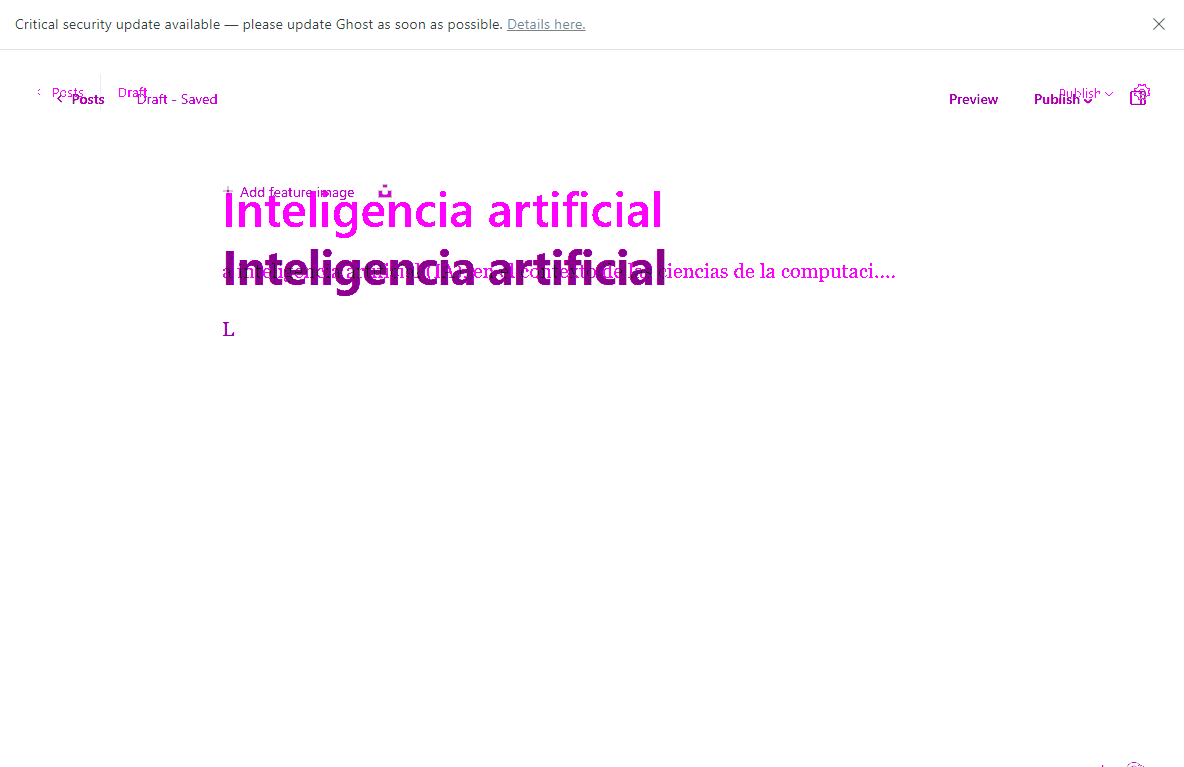 Critical security update available — please update Ghost as soon as possible. Details here.
Posts Draft Publish
Posts Draft - Saved Preview Publish
Add feature image
Inteligencia artificial
Inteligencia artificial
a inteligencia artificial (IA), en el contexto de las ciencias de la computaci....
L